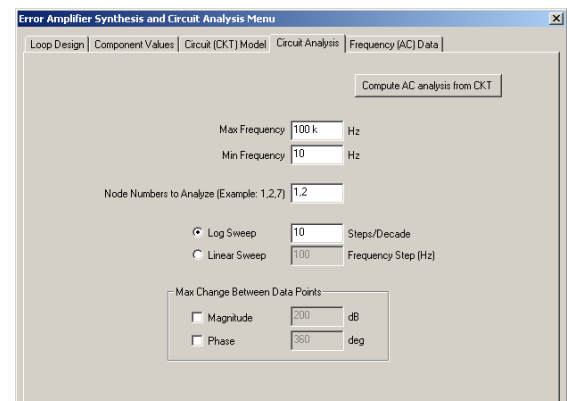 Error Amplifier Synthesis and Circuit Analysis Menu
Loop Design Component Values Circuit (CKT) Model Circuit Analysis Frequency (AC) Data
Compute AC analysis from CKT
Max Frequency 100 k Hz
Min Frequency 10 Hz
Node Numbers to Analyze (Example: 1,2,7) 1,2
Log Sweep 10 Steps/Decade
Linear Sweep 100 Frequency Step (Hz)
Max Change Between Data Points
Magnitude 200 dB
Phase 360 deg